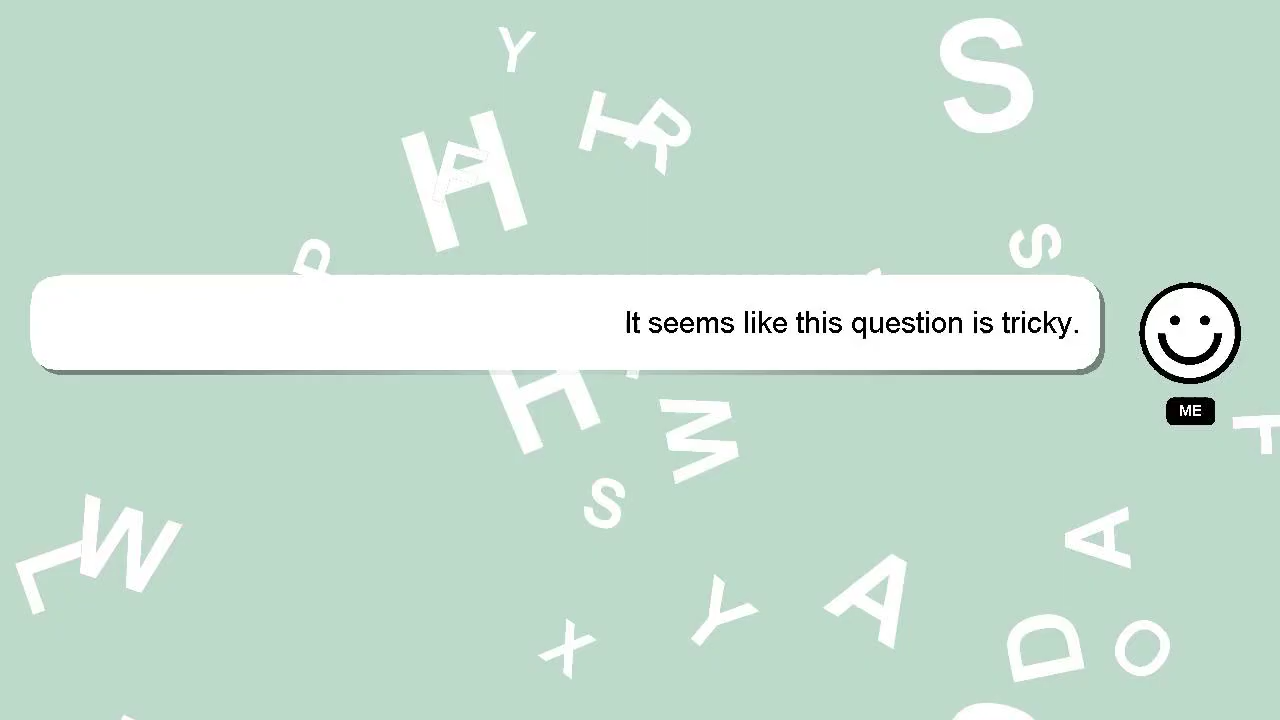 Y
S
T
R
H
A
P
S
It seems like this question is tricky.
ME
H
M
T
S
W
L
A
A
Y
X
D
O